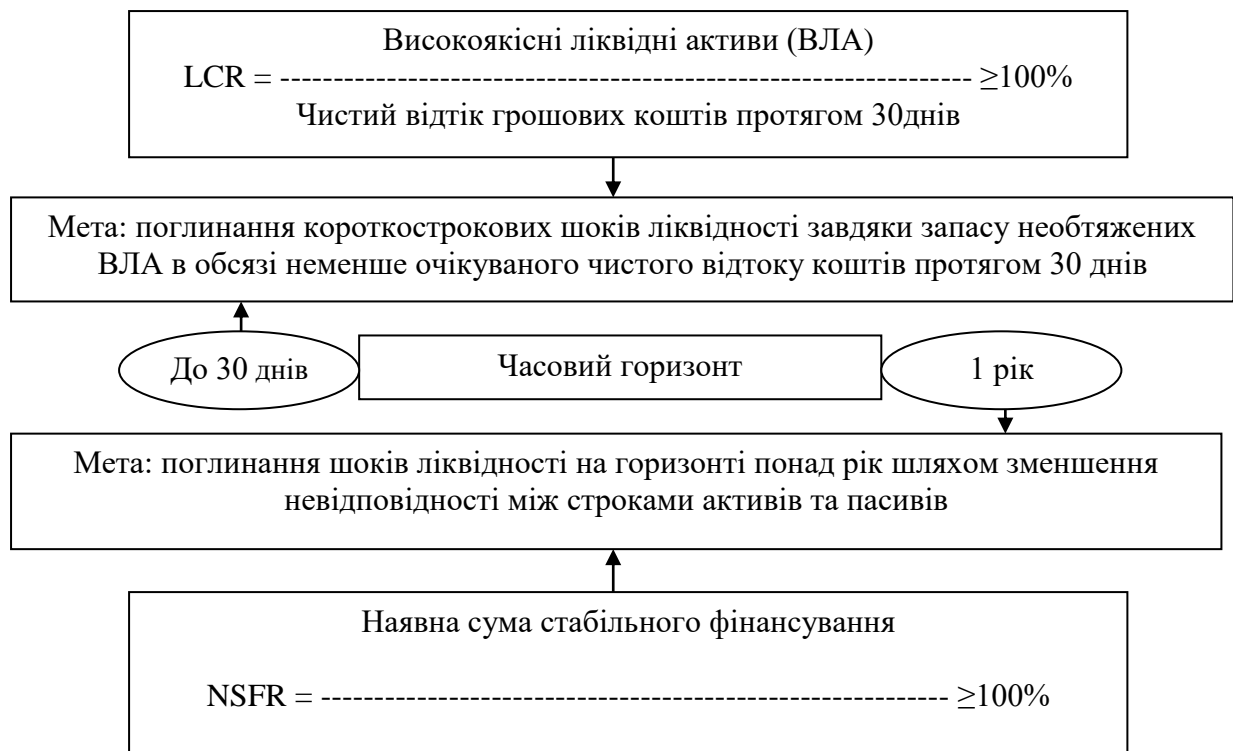 Високоякісні ліквідні активи (ВЛА)
LCR = ----------------------------------------------------------------- ≥100%
Чистий відтік грошових коштів протягом 30днів
Мета: поглинання короткострокових шоків ліквідності завдяки запасу необтяжених
ВЛА в обсязі неменше очікуваного чистого відтоку коштів протягом 30 днів
До 30 днів
Часовий горизонт
1 рік
Мета: поглинання шоків ліквідності на горизонті понад рік шляхом зменшення
невідповідності між строками активів та пасивів
Наявна сума стабільного фінансування
NSFR = ----------------------------------------------------------- ≥100%